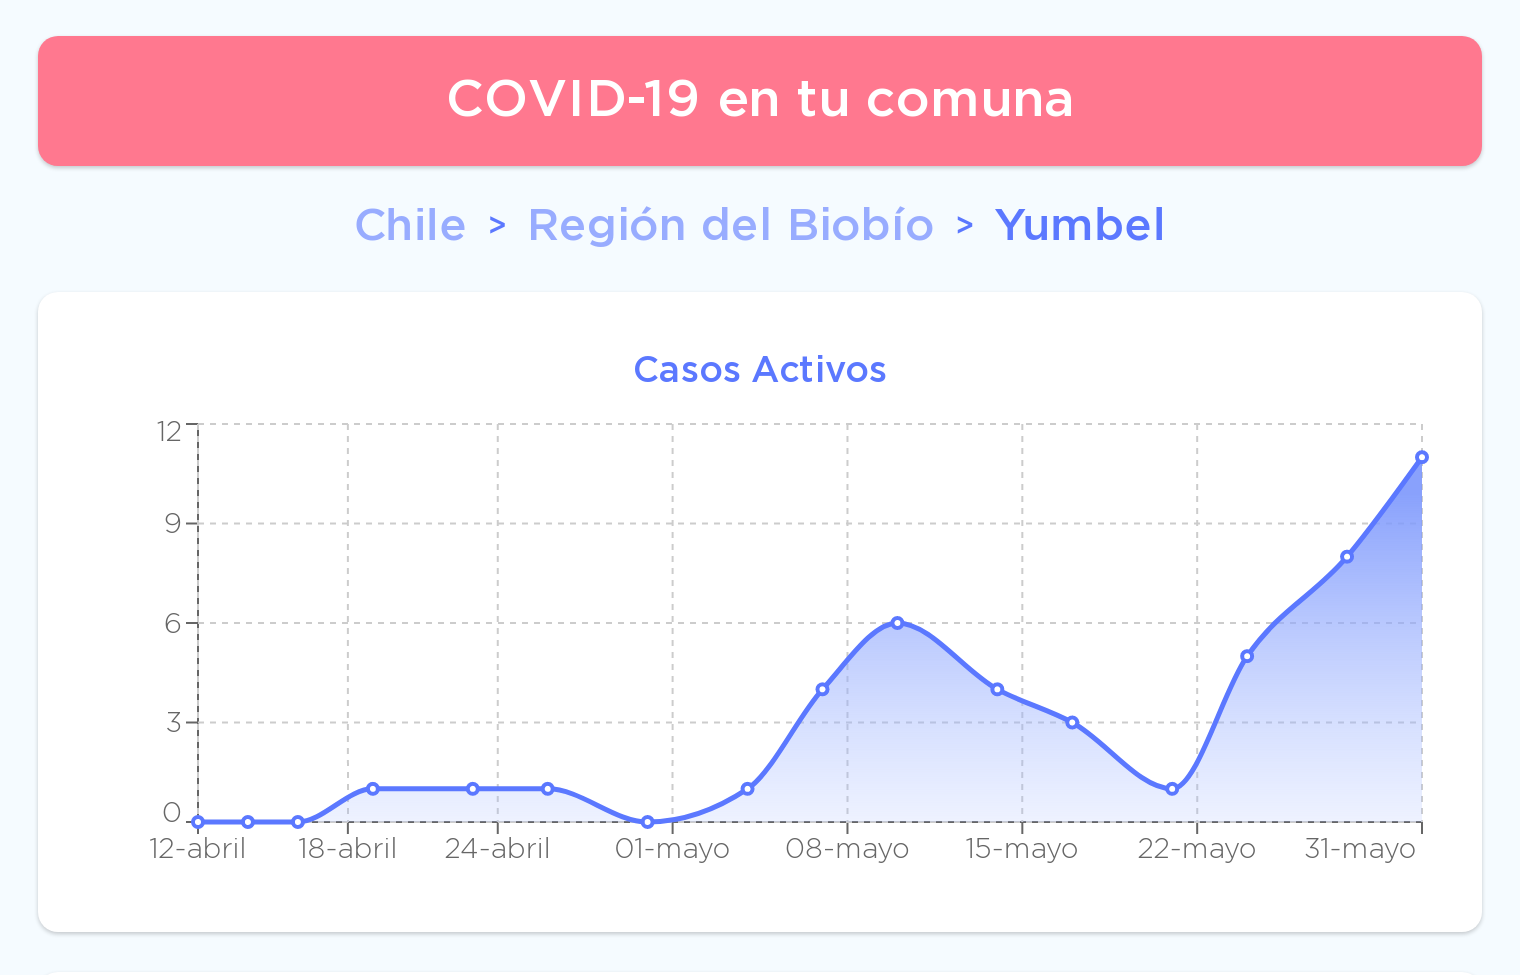 COVID-19 en tu comuna
Chile > Región del Biobío > Yumbel
Casos Activos
12
9
6
3
0
12-abril 18-abril 24-abril 01-mayo 08-mayo 15-mayo 22-mayo 31-mayo